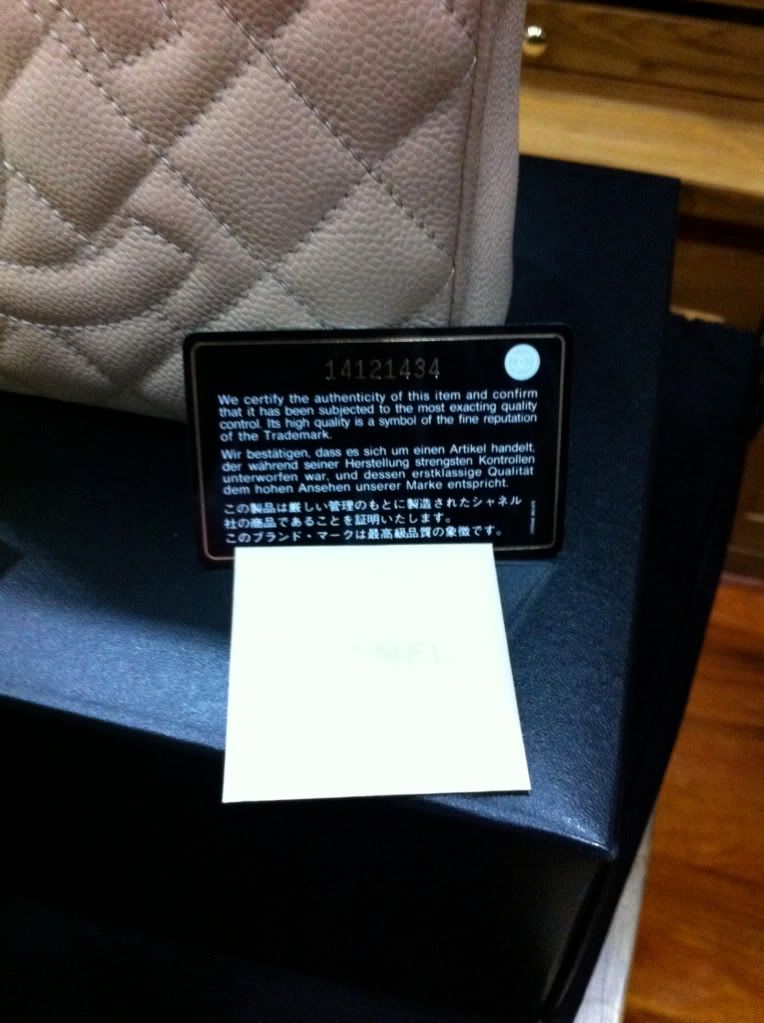 14121434
We certify the authenticity of this item and confirm
that it has been subjected to the most exacting quality
control. Its high quality is a symbol of the fine reputation
of the Trademark.
Wir bestätigen, dass es sich um einen Artikel handelt,
der während seiner Herstellung strengsten Kontrollen
unterworfen war, und dessen erstklassige Qualität
dem hohen Ansehen unserer Marke entspricht.
この製品は厳しい管理のもとに製造されたシャネル
社の商品であることを証明いたします。
このブランド・マークは最高級品質の象徴です。